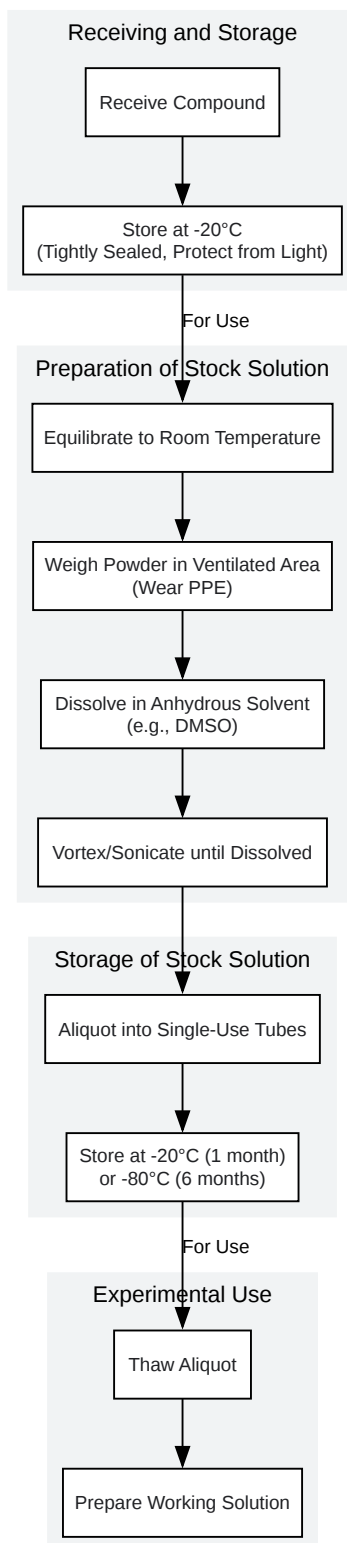 Receiving and Storage
Receive Compound
Store at -20°C
(Tightly Sealed, Protect from Light)
For Use
Preparation of Stock Solution
Equilibrate to Room Temperature
Weigh Powder in Ventilated Area
(Wear PPE)
Dissolve in Anhydrous Solvent
(e.g., DMSO)
Vortex/Sonicate until Dissolved
Storage of Stock Solution
Aliquot into Single-Use Tubes
Store at -20°C (1 month)
or -80°C (6 months)
For Use
Experimental Use
Thaw Aliquot
Prepare Working Solution